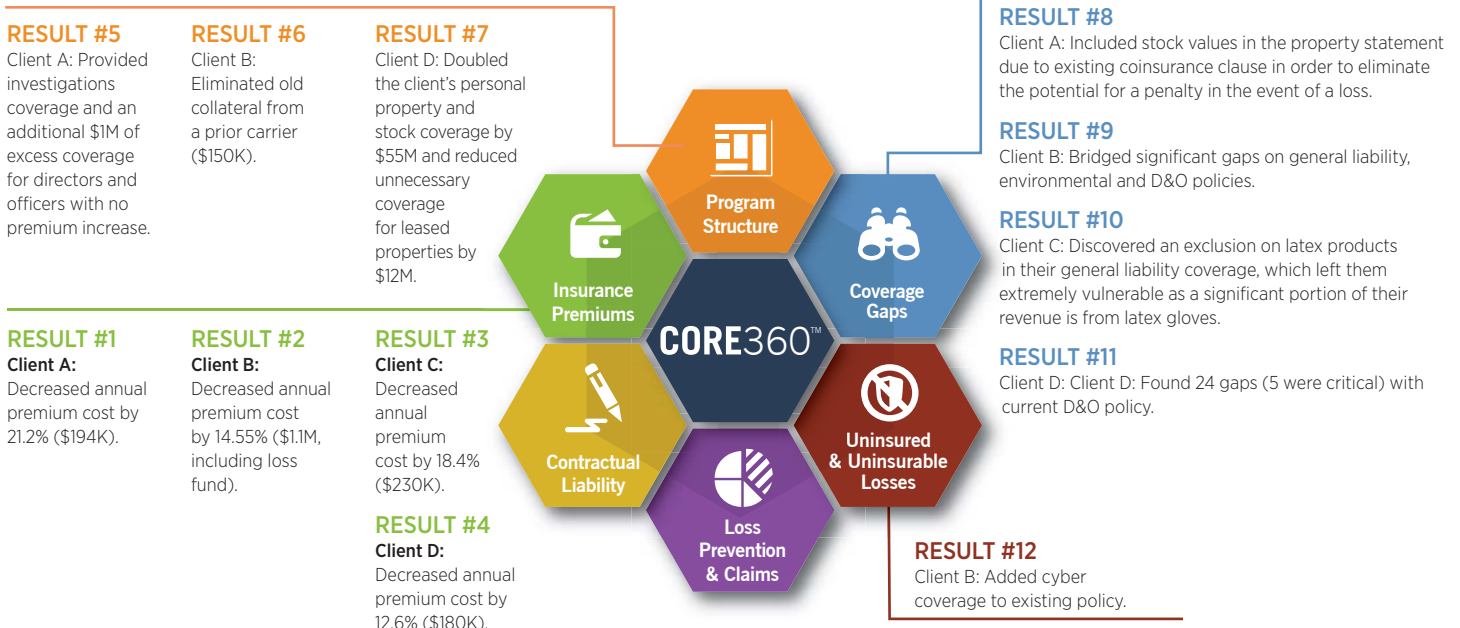 RESULT #5
Client A: Provided
investigations
coverage and an
additional $1M of
excess coverage
for directors and
officers with no
premium increase.
RESULT #6
Client B:
Eliminated old
collateral from
a prior carrier
($150K).
RESULT #7
Client D: Doubled
the client's personal
property and
stock coverage by
$55M and reduced
unnecessary
coverage
for leased
properties by
$12M.
RESULT #1
Client A:
Decreased annual
premium cost by
21.2% ($194K).
RESULT #2
Client B:
Decreased annual
premium cost
by 14.55% ($1.1M,
including loss
fund).
RESULT #3
Client C:
Decreased
annual
premium
cost by 18.4%
($230K).
RESULT #4
Client D:
Decreased annual
premium cost by
12.6% ($180K).
Program
Structure
Insurance
Premiums
Coverage
Gaps
CORE360™
Contractual
Liability
Uninsured
& Uninsurable
Losses
Loss
Prevention
& Claims
RESULT #8
Client A: Included stock values in the property statement
due to existing coinsurance clause in order to eliminate
the potential for a penalty in the event of a loss.
RESULT #9
Client B: Bridged significant gaps on general liability,
environmental and D&O policies.
RESULT #10
Client C: Discovered an exclusion on latex products
in their general liability coverage, which left them
extremely vulnerable as a significant portion of their
revenue is from latex gloves.
RESULT #11
Client D: Client D: Found 24 gaps (5 were critical) with
current D&O policy.
RESULT #12
Client B: Added cyber
coverage to existing policy.